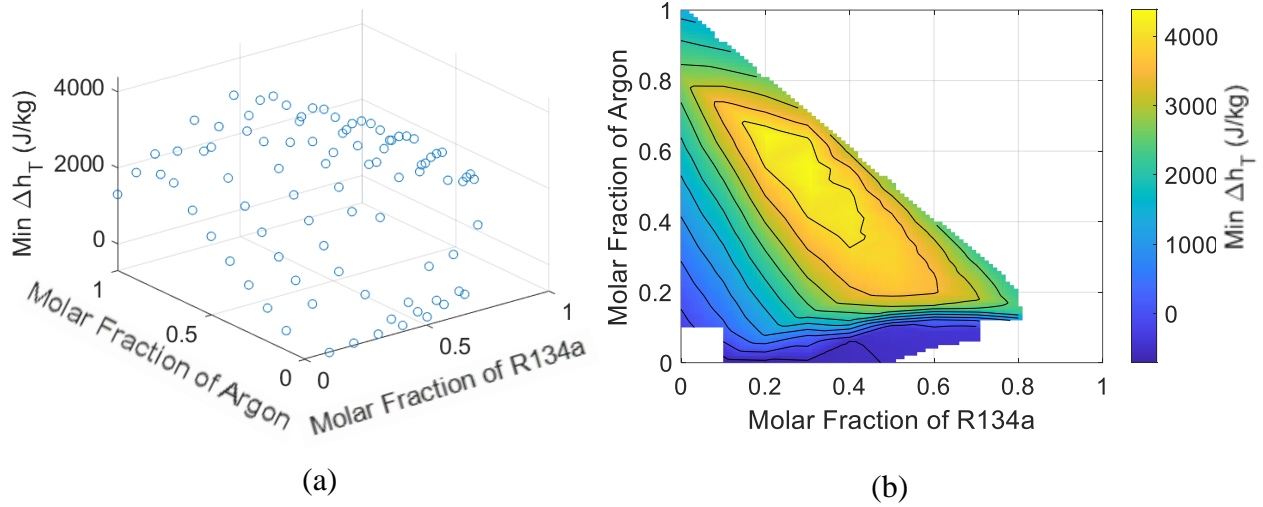 4000
2000
0
Min Δh_T (J/kg)
1
0.5
0
Molar Fraction of Argon
0
0.5
1
Molar Fraction of R134a
(a)
1
0.8
0.6
0.4
0.2
0
Molar Fraction of Argon
0 0.2 0.4 0.6 0.8 1
Molar Fraction of R134a
4000
3000
2000
1000
0
Min Δh_T (J/kg)
(b)